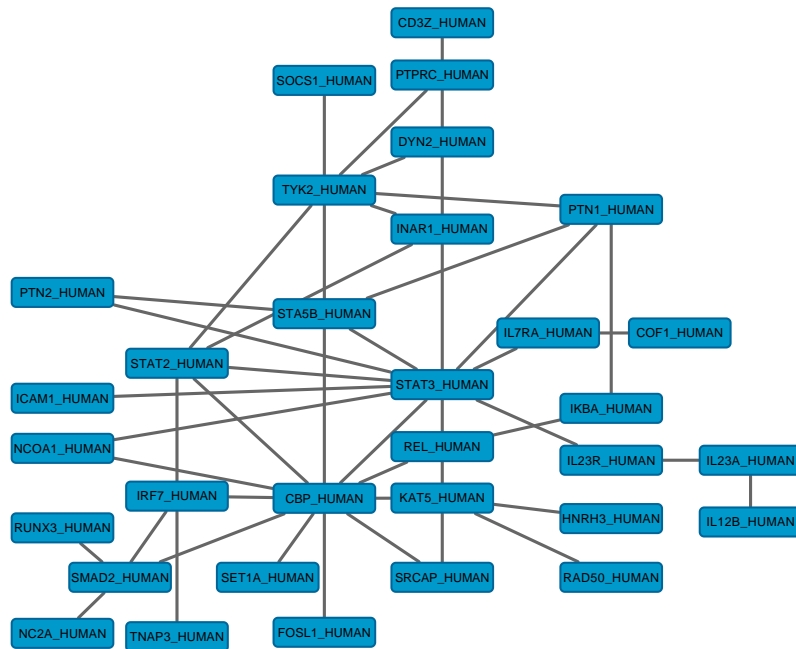 CD3Z_HUMAN
PTPRC_HUMAN
SOCS1_HUMAN
DYN2_HUMAN
TYK2_HUMAN
PTN1_HUMAN
INAR1_HUMAN
PTN2_HUMAN
STA5B_HUMAN
IL7RA_HUMAN
COF1_HUMAN
STAT2_HUMAN
STAT3_HUMAN
ICAM1_HUMAN
IKBA_HUMAN
NCOA1_HUMAN
REL_HUMAN
IL23R_HUMAN
IL23A_HUMAN
IRF7_HUMAN
CBP_HUMAN
KAT5_HUMAN
RUNX3_HUMAN
HNRH3_HUMAN
IL12B_HUMAN
SMAD2_HUMAN
SET1A_HUMAN
SRCAP_HUMAN
RAD50_HUMAN
NC2A_HUMAN
TNAP3_HUMAN
FOSL1_HUMAN